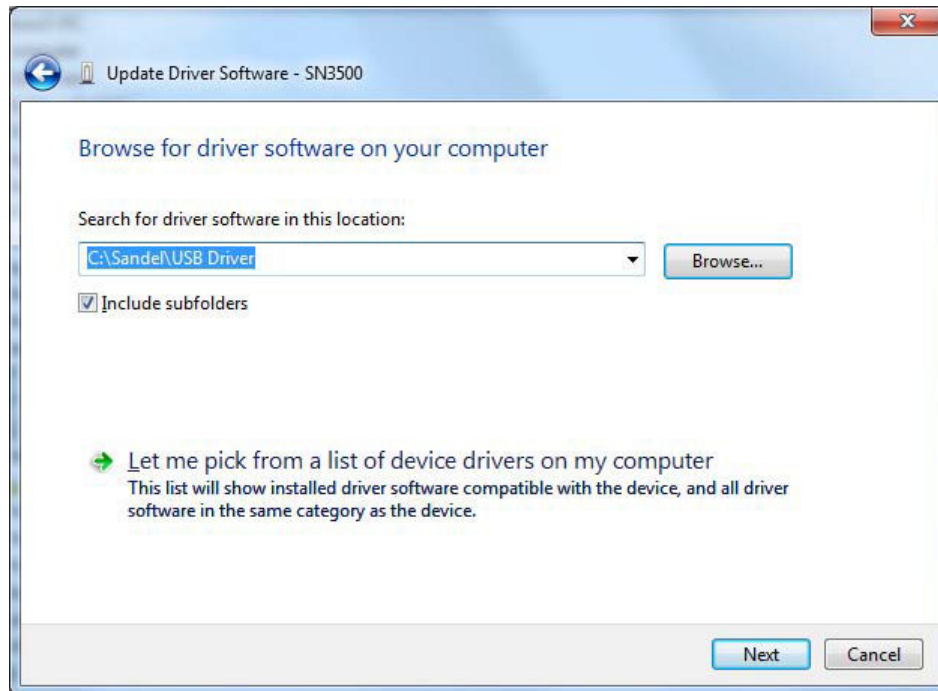 Update Driver Software - SN3500
Browse for driver software on your computer
Search for driver software in this location:
C:\Sandel\USB Driver
Browse...
Include subfolders
Let me pick from a list of device drivers on my computer
This list will show installed driver software compatible with the device, and all driver
software in the same category as the device.
Next
Cancel